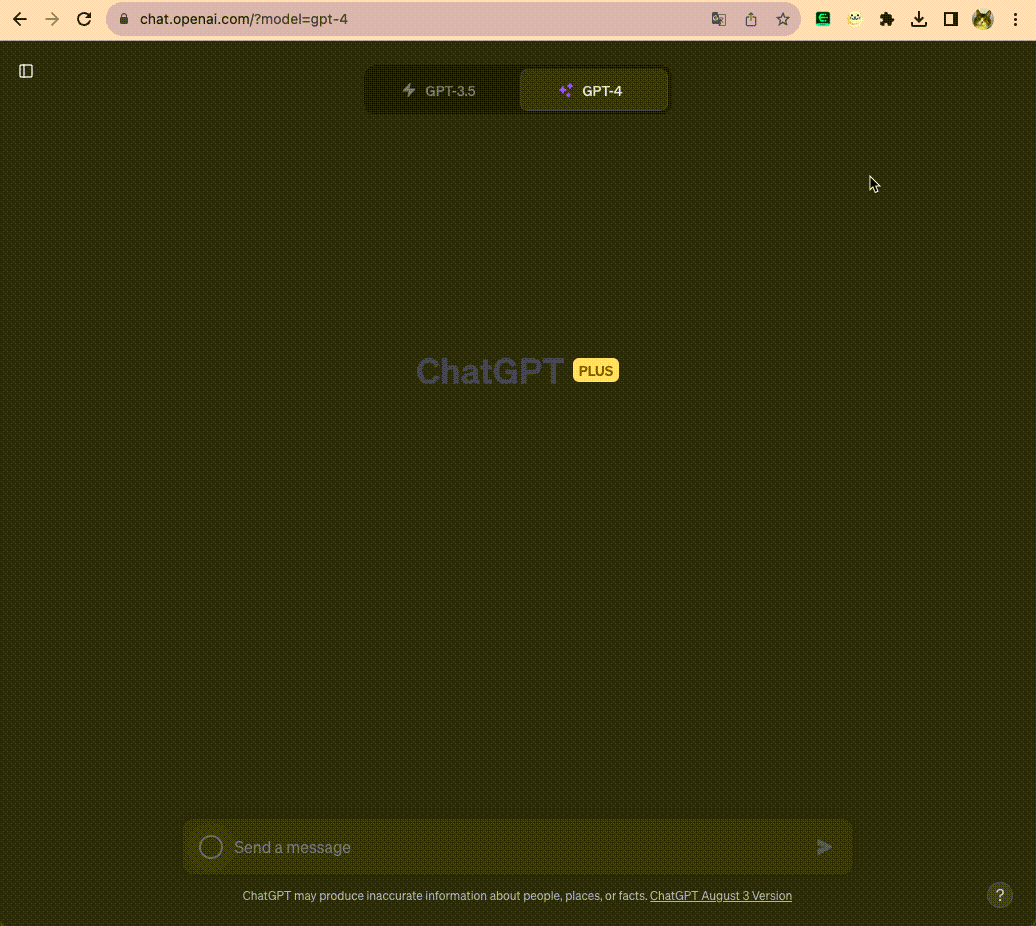 chat.openai.com/?model=gpt-4
GPT-3.5
GPT-4
ChatGPT PLUS
Send a message
ChatGPT may produce inaccurate information about people, places, or facts. ChatGPT August 3 Version
?